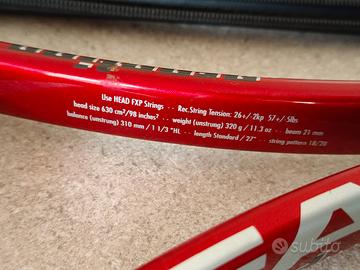 Use HEAD FXP Strings -- Rec.String Tension: 26+/2kp 57+/ 5lbs
head size 630 cm²/98 inches² -- weight (unstrung) 320 g/11.3 oz -- beam 21 mm
balance (unstrung) 310 mm/1 1/3 "HL -- length Standard / 27" -- string pattern 18/20
subito.it